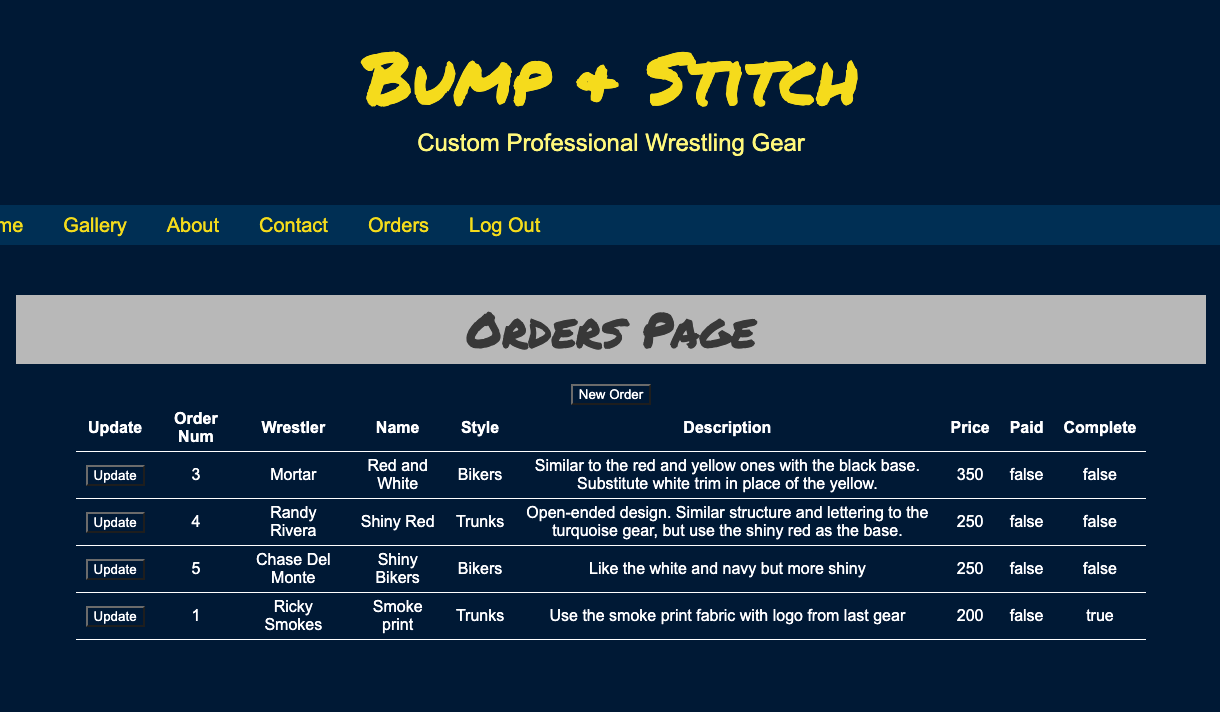 Bump & Stitch
Custom Professional Wrestling Gear
me Gallery About Contact Orders Log Out
Orders Page
New Order
Update Order Num Wrestler Name Style Description Price Paid Complete
Update 3 Mortar Red and White Bikers Similar to the red and yellow ones with the black base. Substitute white trim in place of the yellow. 350 false false
Update 4 Randy Rivera Shiny Red Trunks Open-ended design. Similar structure and lettering to the turquoise gear, but use the shiny red as the base. 250 false false
Update 5 Chase Del Monte Shiny Bikers Bikers Like the white and navy but more shiny 250 false false
Update 1 Ricky Smokes Smoke print Trunks Use the smoke print fabric with logo from last gear 200 false true